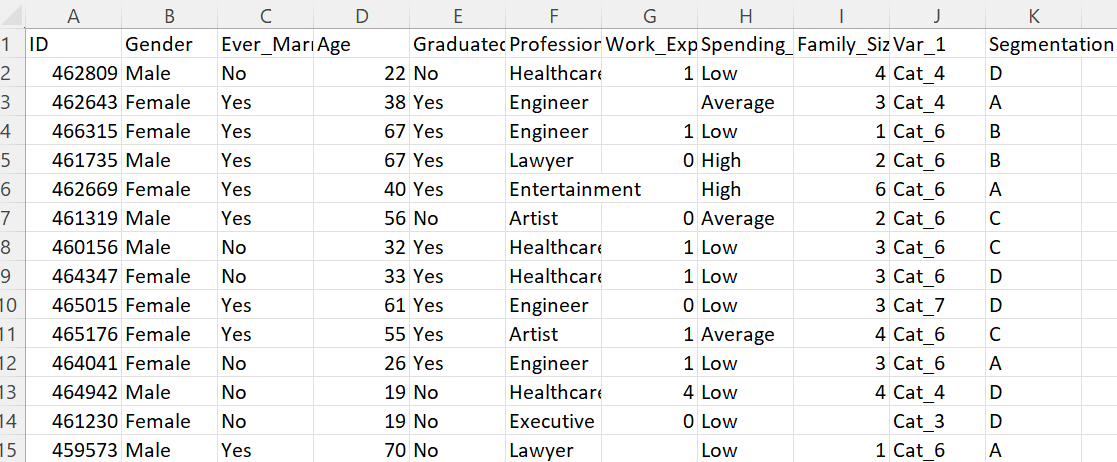 A B C D E F G H I J K
1 ID Gender Ever_Marr Age Graduated Profession Work_Exp Spending_ Family_Siz Var_1 Segmentation
2 462809 Male No 22 No Healthcare 1 Low 4 Cat_4 D
3 462643 Female Yes 38 Yes Engineer Average 3 Cat_4 A
4 466315 Female Yes 67 Yes Engineer 1 Low 1 Cat_6 B
5 461735 Male Yes 67 Yes Lawyer 0 High 2 Cat_6 B
6 462669 Female Yes 40 Yes Entertainment High 6 Cat_6 A
7 461319 Male Yes 56 No Artist 0 Average 2 Cat_6 C
8 460156 Male No 32 Yes Healthcare 1 Low 3 Cat_6 C
9 464347 Female No 33 Yes Healthcare 1 Low 3 Cat_6 D
10 465015 Female Yes 61 Yes Engineer 0 Low 3 Cat_7 D
11 465176 Female Yes 55 Yes Artist 1 Average 4 Cat_6 C
12 464041 Female No 26 Yes Engineer 1 Low 3 Cat_6 A
13 464942 Male No 19 No Healthcare 4 Low 4 Cat_4 D
14 461230 Female No 19 No Executive 0 Low Cat_3 D
15 459573 Male Yes 70 No Lawyer Low 1 Cat_6 A